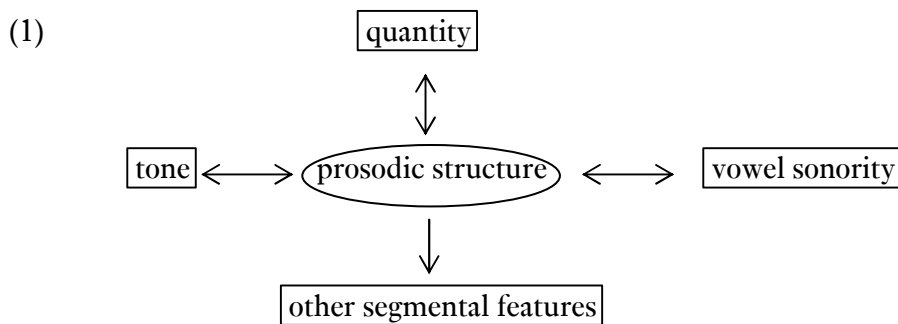 (1)
quantity
tone prosodic structure vowel sonority
other segmental features